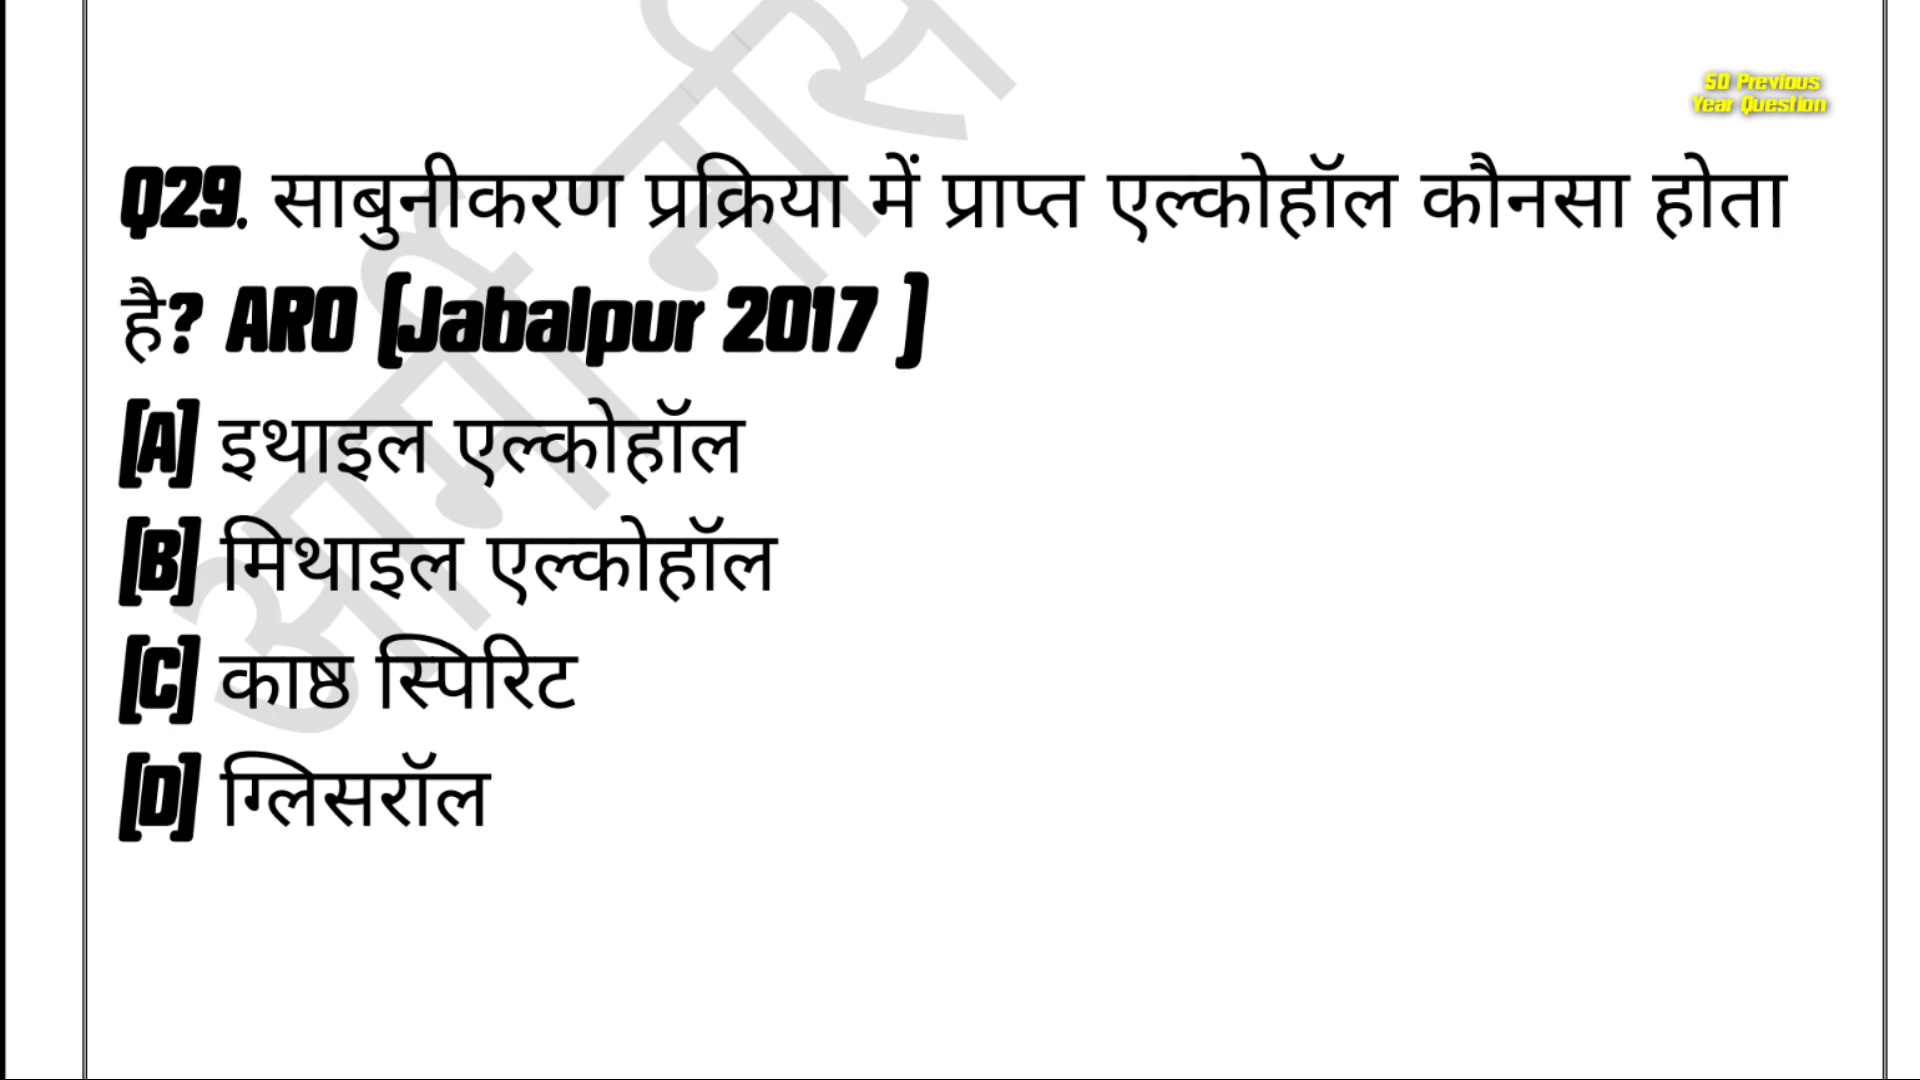 50 Previous
Year Question
Q29. साबुनीकरण प्रक्रिया में प्राप्त एल्कोहॉल कौनसा होता
है? ARO (Jabalpur 2017 )
[A] इथाइल एल्कोहॉल
[B] मिथाइल एल्कोहॉल
[C] काष्ठ स्पिरिट
[D] ग्लिसरॉल